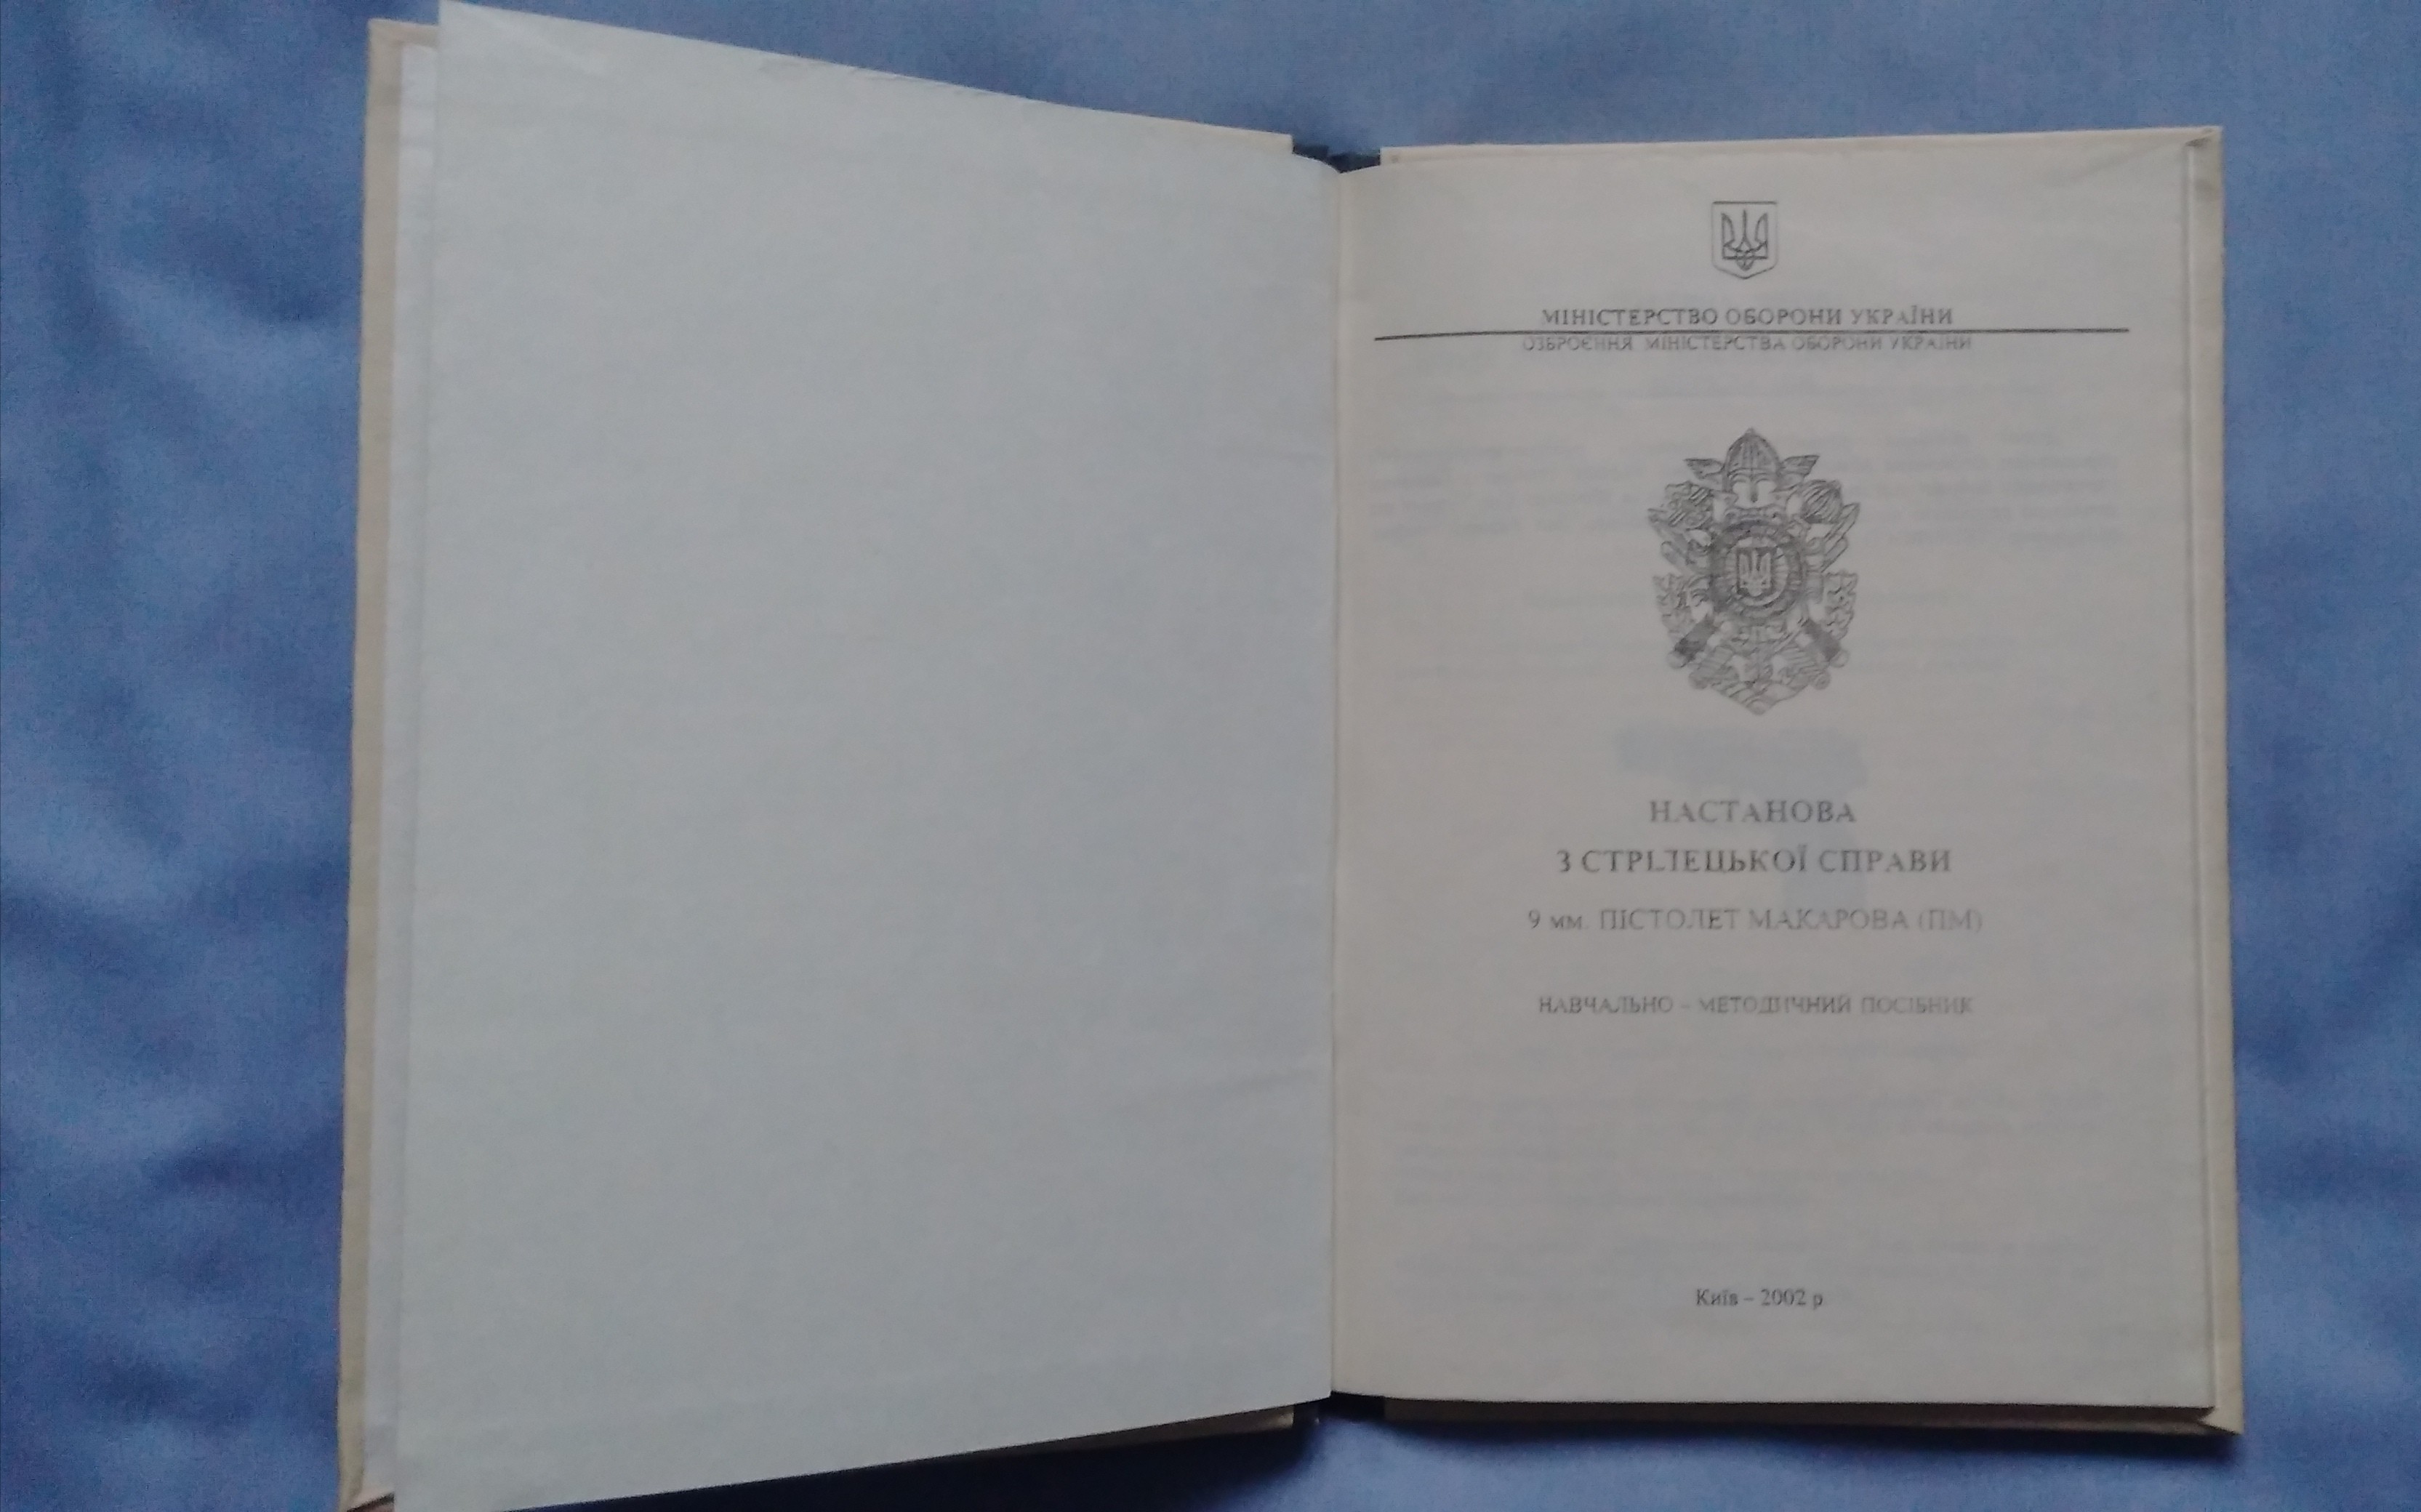 МІНІСТЕРСТВО ОБОРОНИ УКРАЇНИ
ОЗБРОЄННЯ МІНІСТЕРСТВА ОБОРОНИ УКРАЇНИ
НАСТАНОВА
З СТРІЛЕЦЬКОЇ СПРАВИ
9 мм. ПІСТОЛЕТ МАКАРОВА (ПМ)
НАВЧАЛЬНО – МЕТОДИЧНИЙ ПОСІБНИК
Київ – 2002 р